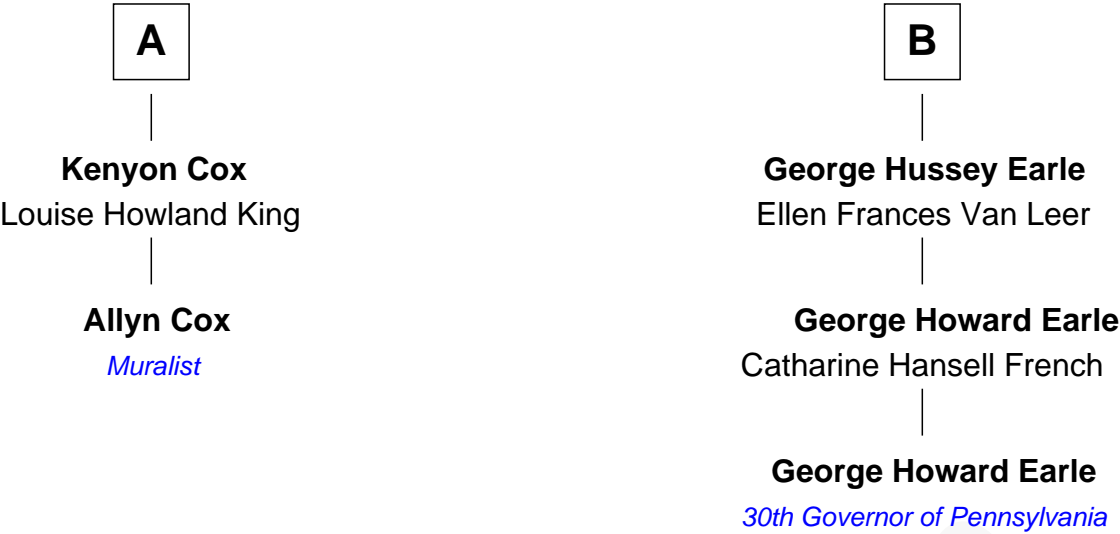 A
Kenyon Cox
Louise Howland King
Allyn Cox
Muralist
B
George Hussey Earle
Ellen Frances Van Leer
George Howard Earle
Catharine Hansell French
George Howard Earle
30th Governor of Pennsylvania